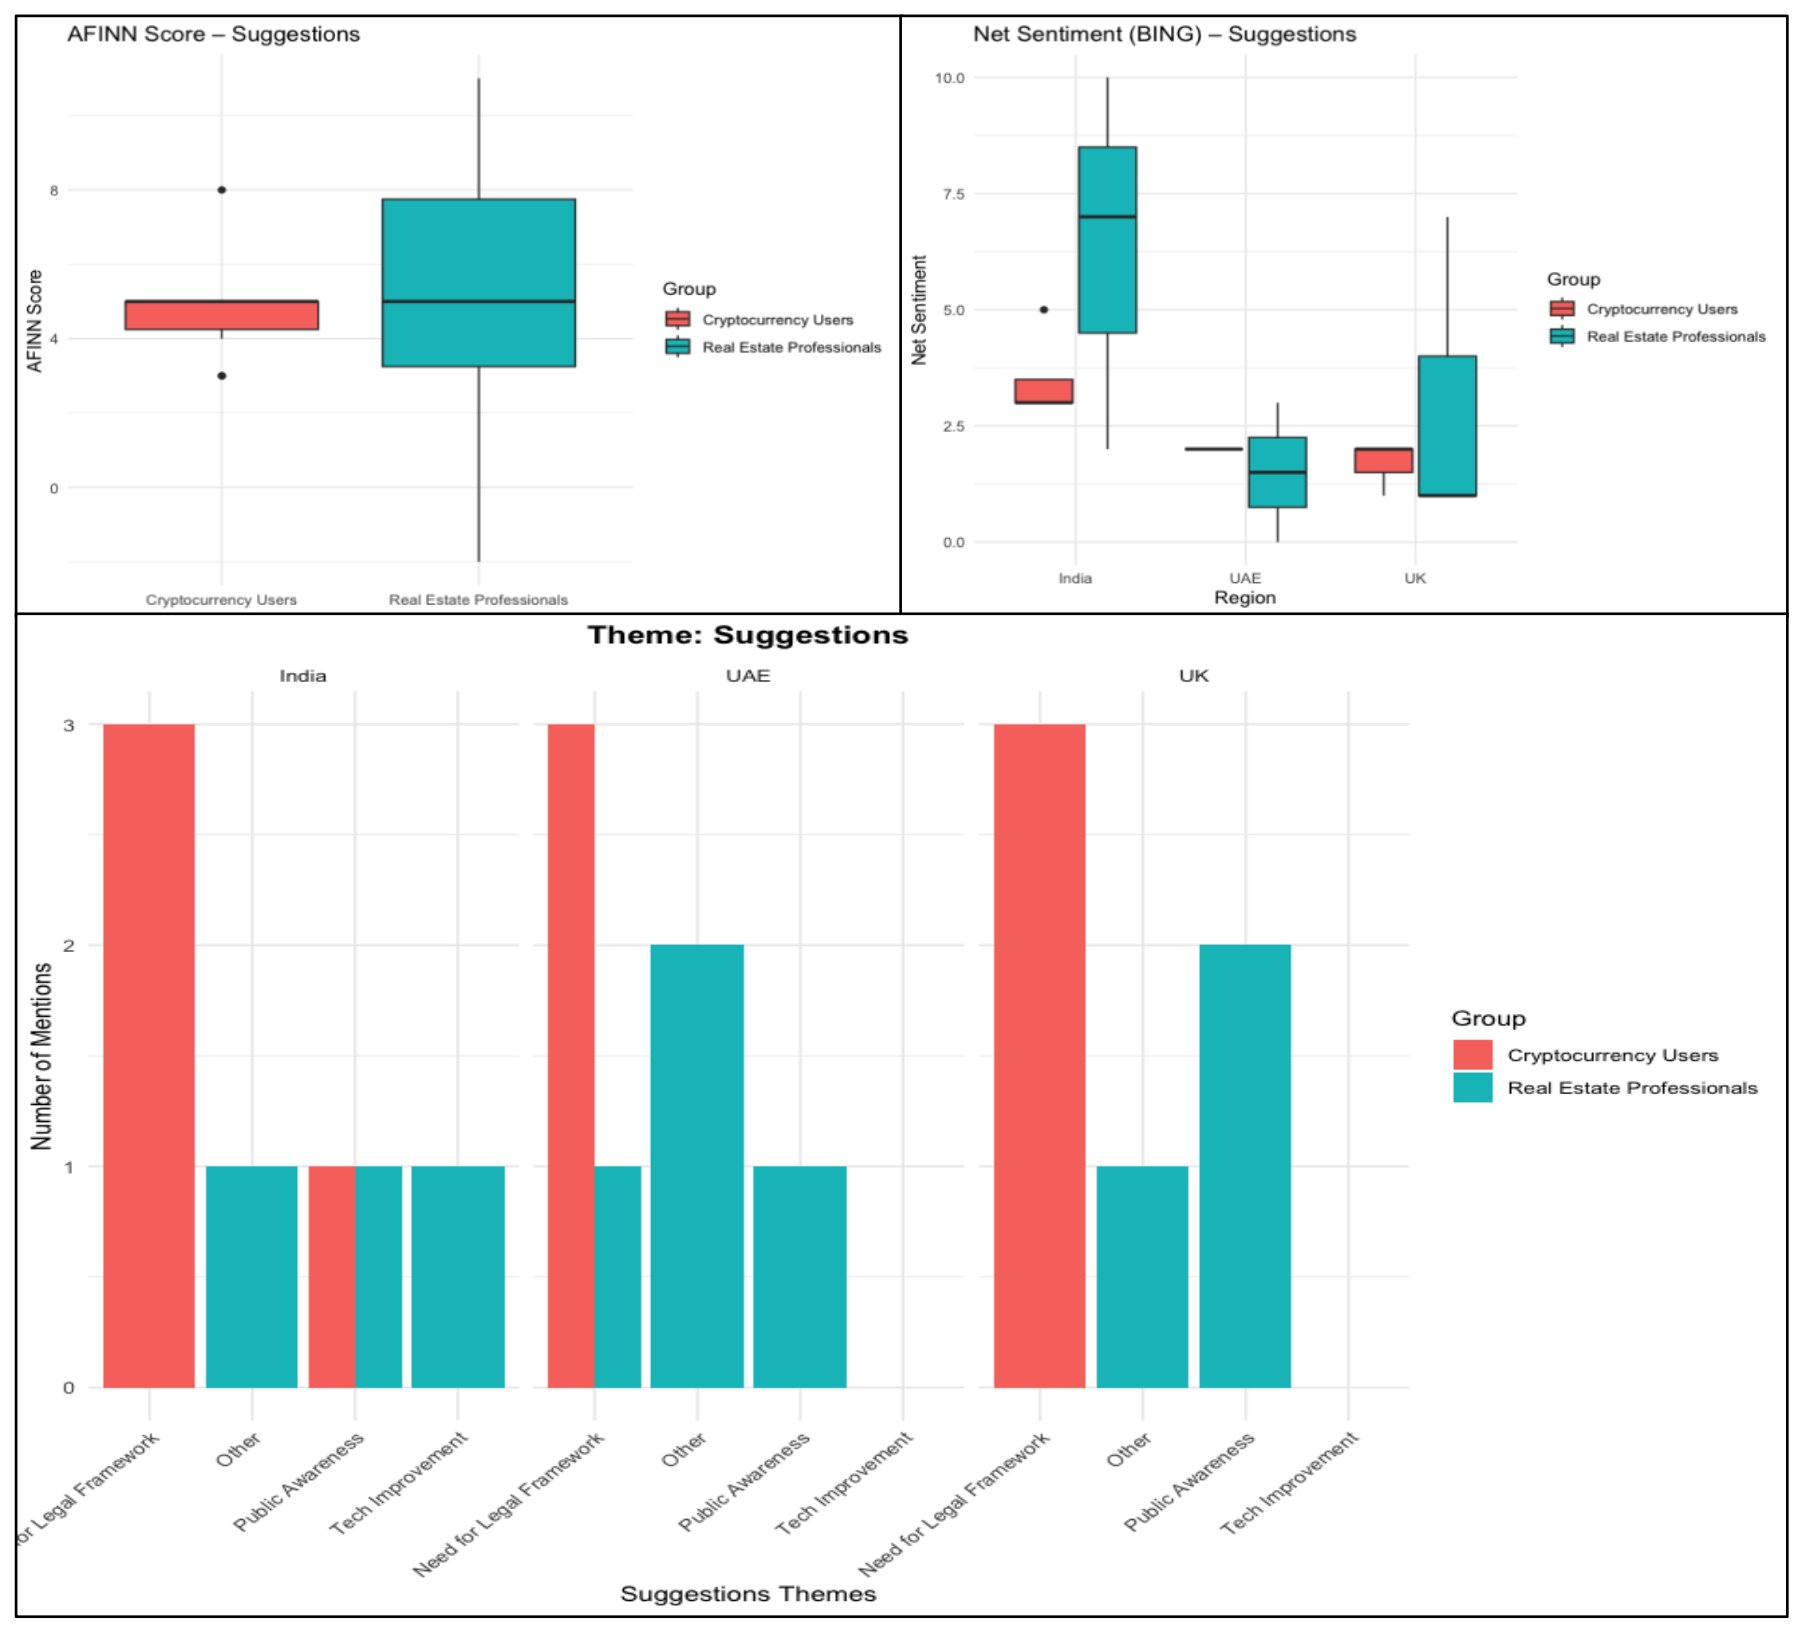 AFINN Score – Suggestions
AFINN Score
8
4
0
Cryptocurrency Users
Real Estate Professionals
Group
Cryptocurrency Users
Real Estate Professionals
Net Sentiment (BING) – Suggestions
Net Sentiment
10.0
7.5
5.0
2.5
0.0
India
UAE
UK
Region
Group
Cryptocurrency Users
Real Estate Professionals
Theme: Suggestions
India
UAE
UK
Number of Mentions
3
2
1
0
or Legal Framework
Other
Public Awareness
Tech Improvement
Need for Legal Framework
Other
Public Awareness
Tech Improvement
Need for Legal Framework
Other
Public Awareness
Tech Improvement
Suggestions Themes
Group
Cryptocurrency Users
Real Estate Professionals